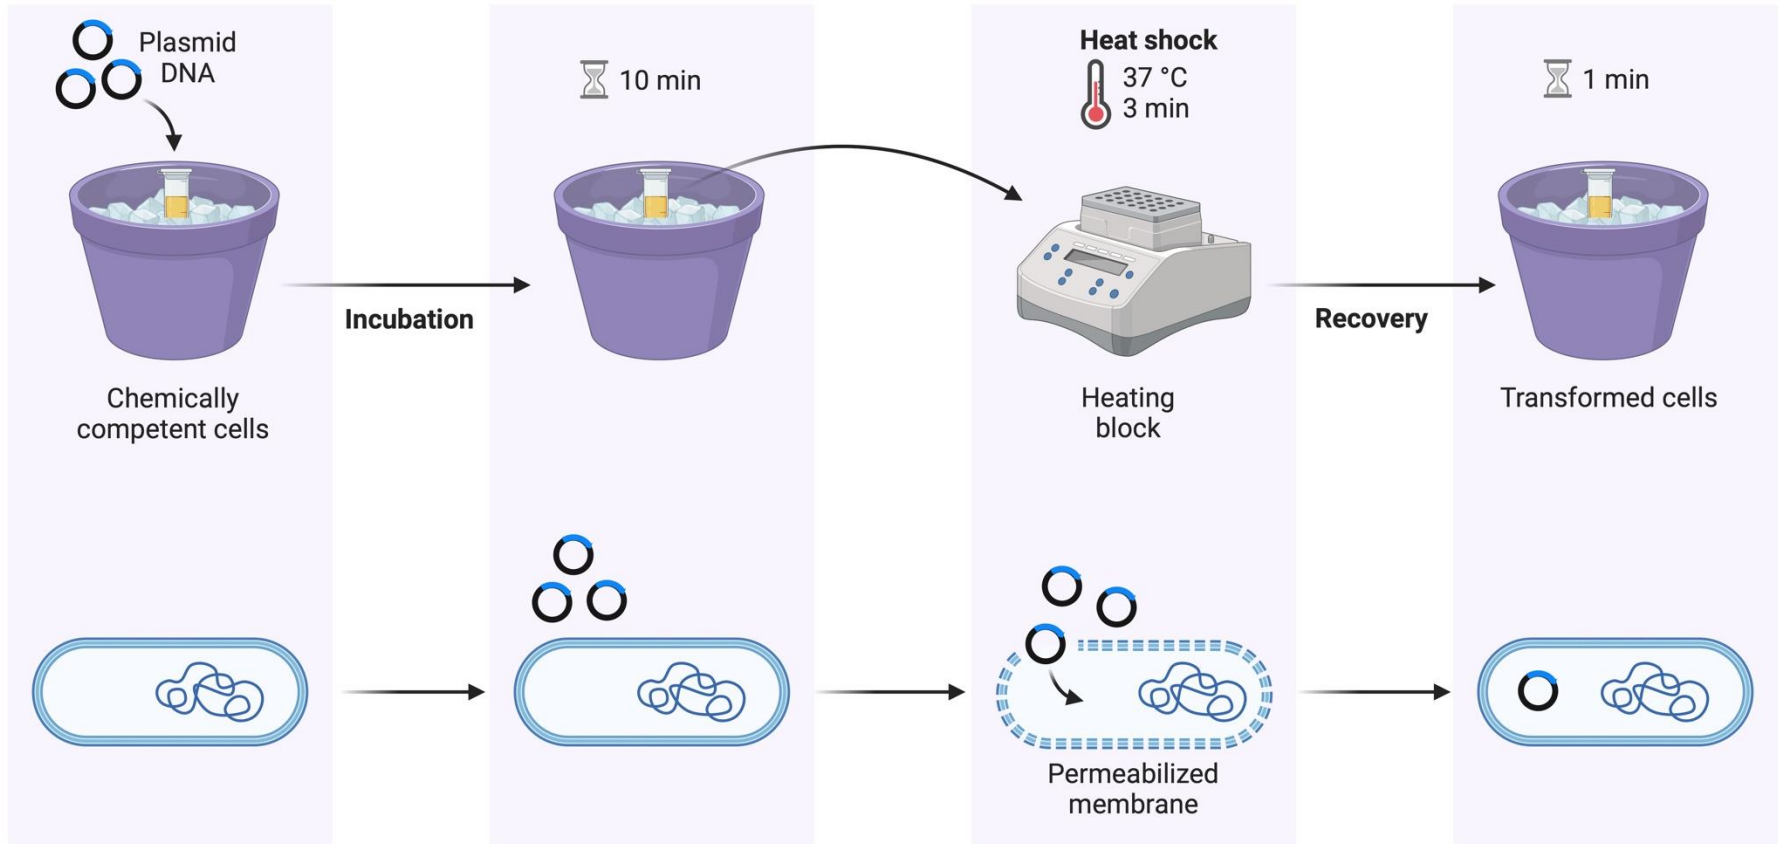 Plasmid
DNA
10 min
Heat shock
37 °C
3 min
1 min
Incubation
Recovery
Chemically
competent cells
Heating
block
Transformed cells
Permeabilized
membrane